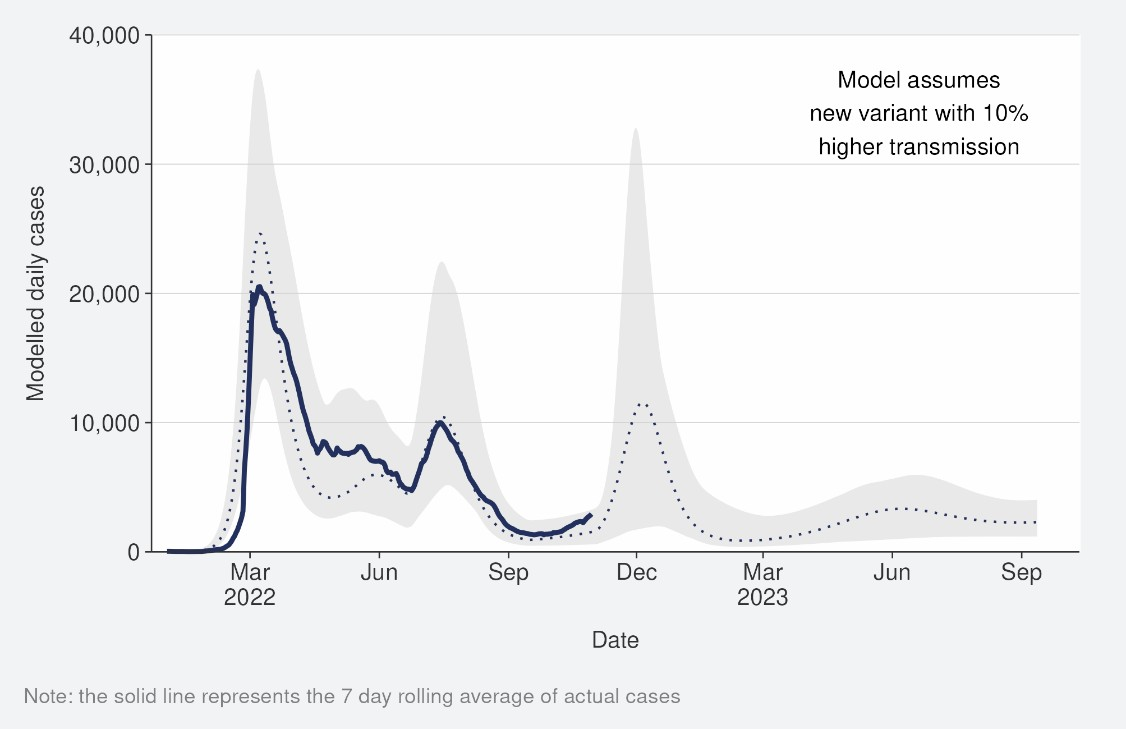 40,000
30,000
20,000
10,000
0
Modelled daily cases
Model assumes
new variant with 10%
higher transmission
Mar Jun Sep Dec Mar Jun Sep
2022 2023
Date
Note: the solid line represents the 7 day rolling average of actual cases